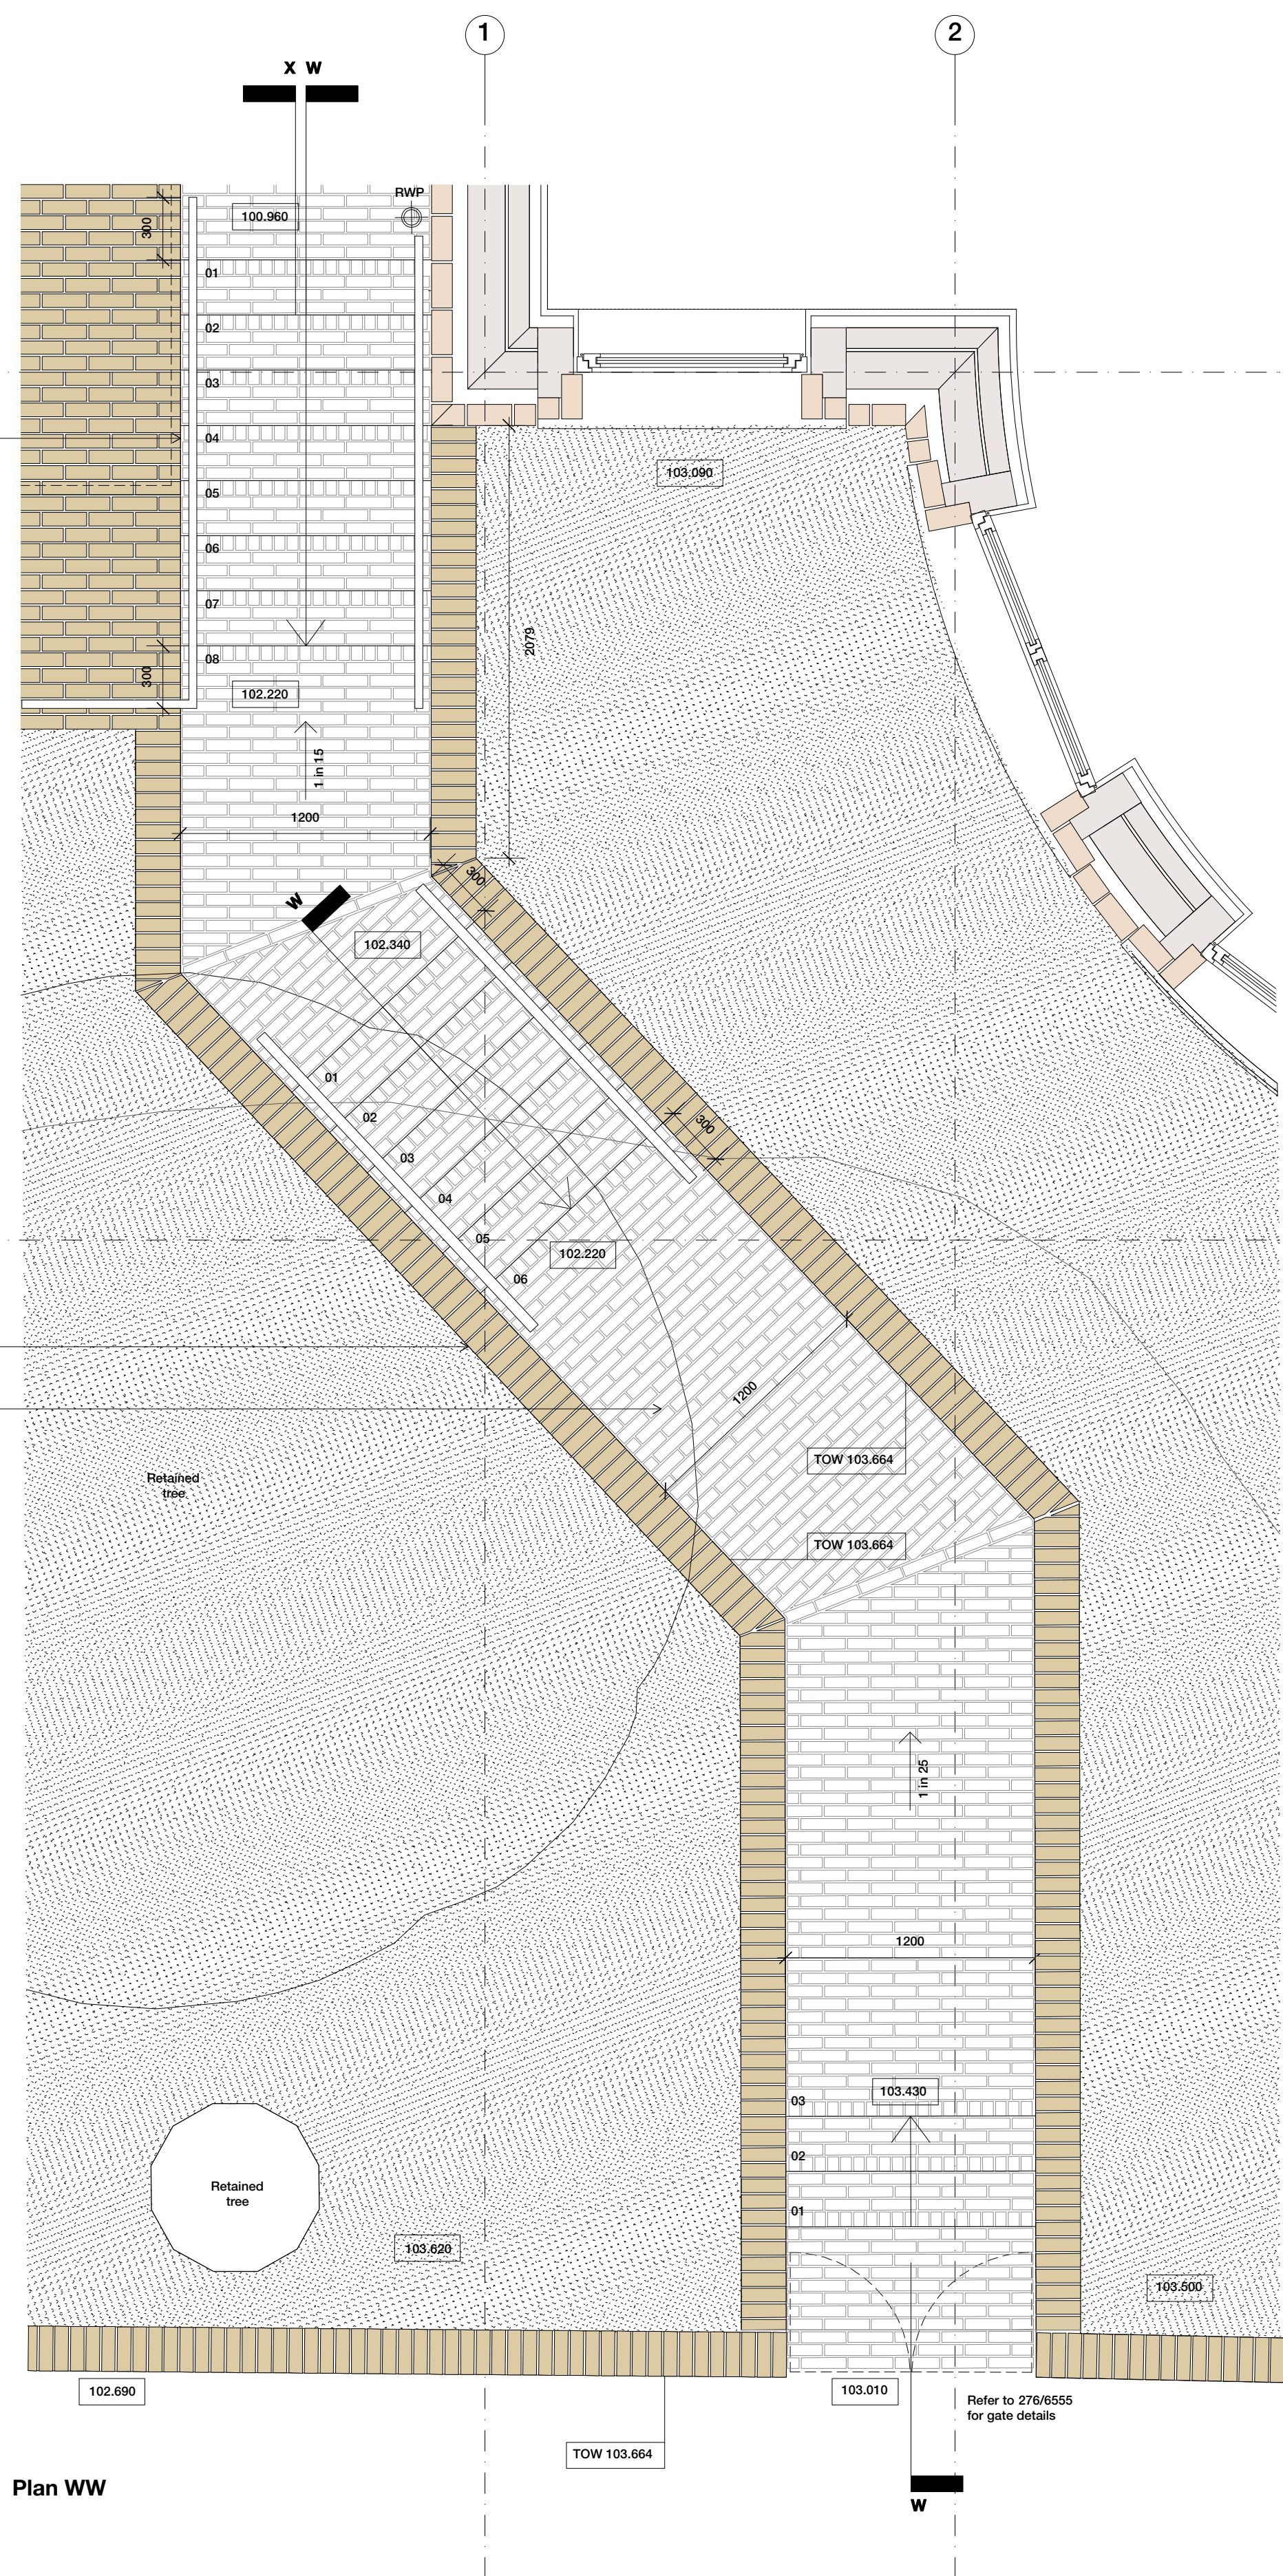 1
2
X W
RWP
100.960
300
01
02
03
04
05
06
07
08
103.090
2079
300
102.220
1 in 15
1200
300
W
102.340
01
02
03
04
05
06
300
102.220
1200
TOW 103.664
Retained
tree
TOW 103.664
1 in 25
1200
103.430
03
02
01
Retained
tree
103.620
103.500
102.690
103.010
Refer to 276/6555
for gate details
TOW 103.664
Plan WW
W